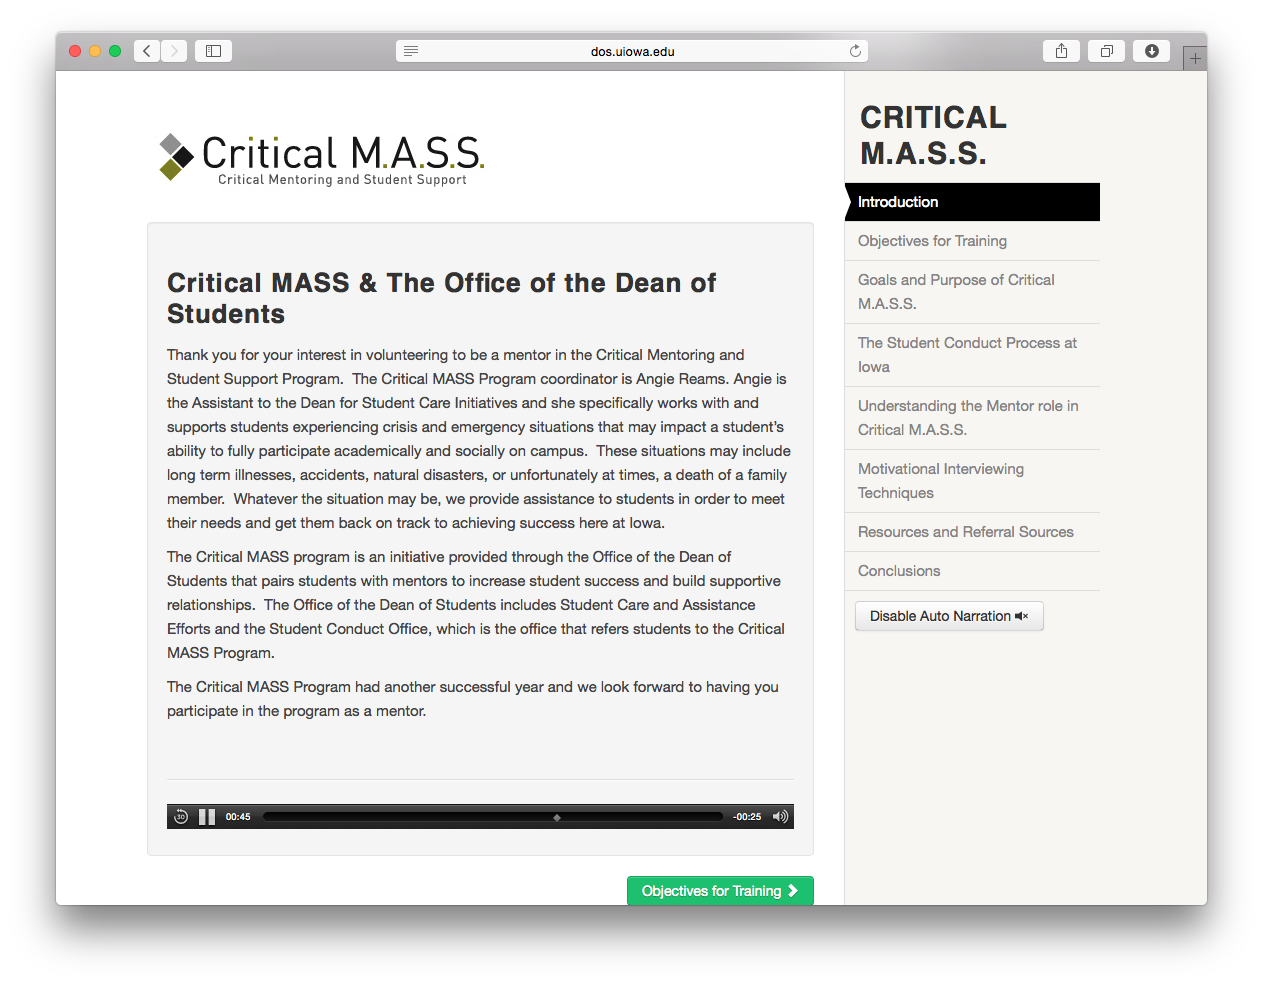 dos.uiowa.edu
Critical M.A.S.S.
Critical Mentoring and Student Support
Critical MASS & The Office of the Dean of
Students
Thank you for your interest in volunteering to be a mentor in the Critical Mentoring and
Student Support Program.  The Critical MASS Program coordinator is Angie Reams. Angie is
the Assistant to the Dean for Student Care Initiatives and she specifically works with and
supports students experiencing crisis and emergency situations that may impact a student’s
ability to fully participate academically and socially on campus.  These situations may include
long term illnesses, accidents, natural disasters, or unfortunately at times, a death of a family
member.  Whatever the situation may be, we provide assistance to students in order to meet
their needs and get them back on track to achieving success here at Iowa.
The Critical MASS program is an initiative provided through the Office of the Dean of
Students that pairs students with mentors to increase student success and build supportive
relationships.  The Office of the Dean of Students includes Student Care and Assistance
Efforts and the Student Conduct Office, which is the office that refers students to the Critical
MASS Program.
The Critical MASS Program had another successful year and we look forward to having you
participate in the program as a mentor.
30
00:45
-00:25
Objectives for Training
CRITICAL
M.A.S.S.
Introduction
Objectives for Training
Goals and Purpose of Critical
M.A.S.S.
The Student Conduct Process at
Iowa
Understanding the Mentor role in
Critical M.A.S.S.
Motivational Interviewing
Techniques
Resources and Referral Sources
Conclusions
Disable Auto Narration